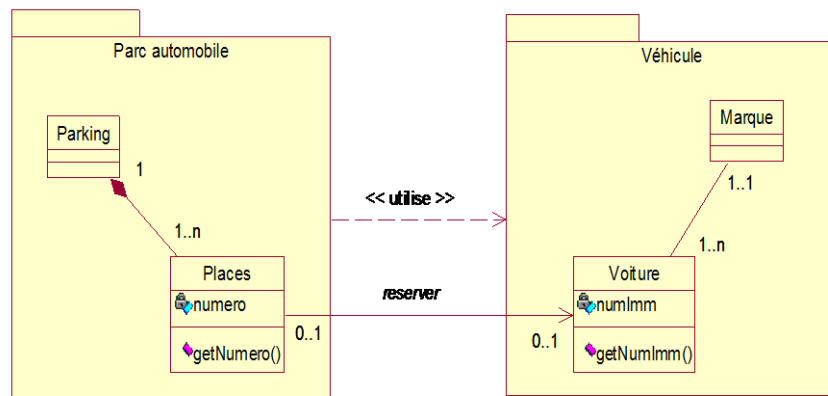 Parc automobile
Véhicule
Parking
Marque
1
1..1
<< utilise >>
1..n
1..n
Places
Voiture
numero
reserver
numImm
0..1
0..1
getNumero()
getNumImm()